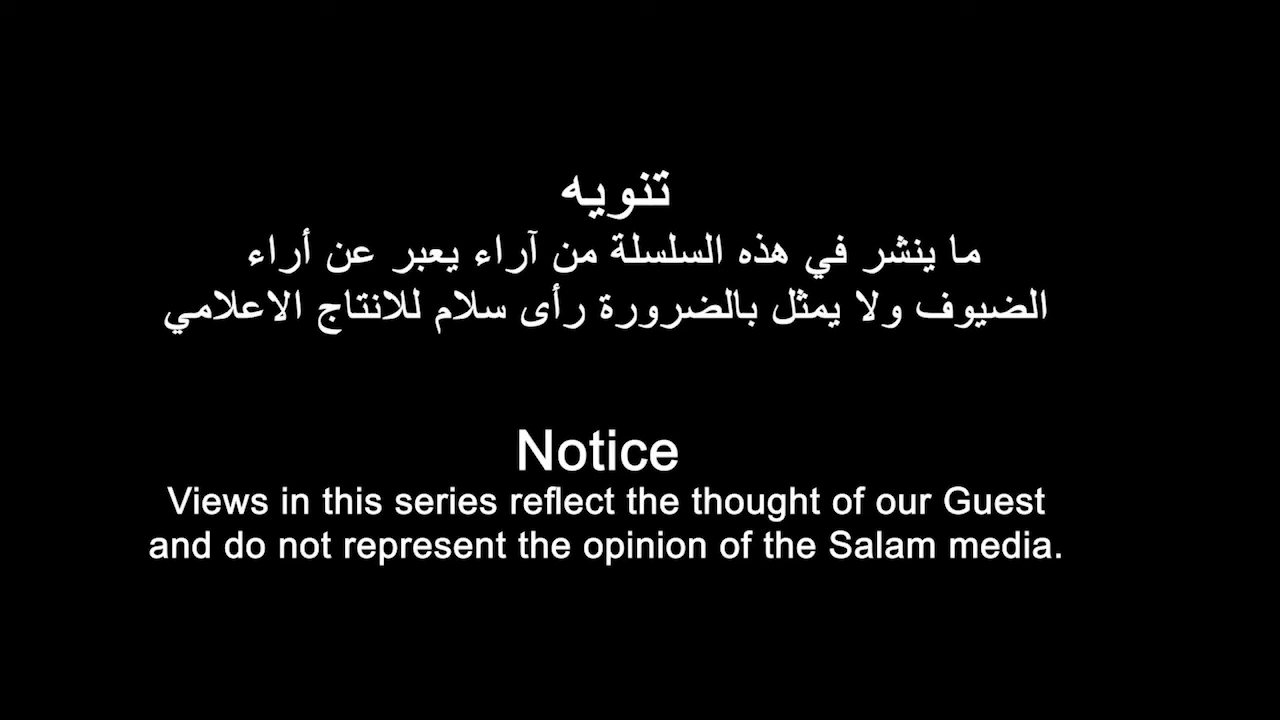 تنويه
ما ينشر في هذه السلسلة من آراء يعبر عن أراء
الضيوف ولا يمثل بالضرورة رأى سلام للانتاج الاعلامي
Notice
Views in this series reflect the thought of our Guest
and do not represent the opinion of the Salam media.